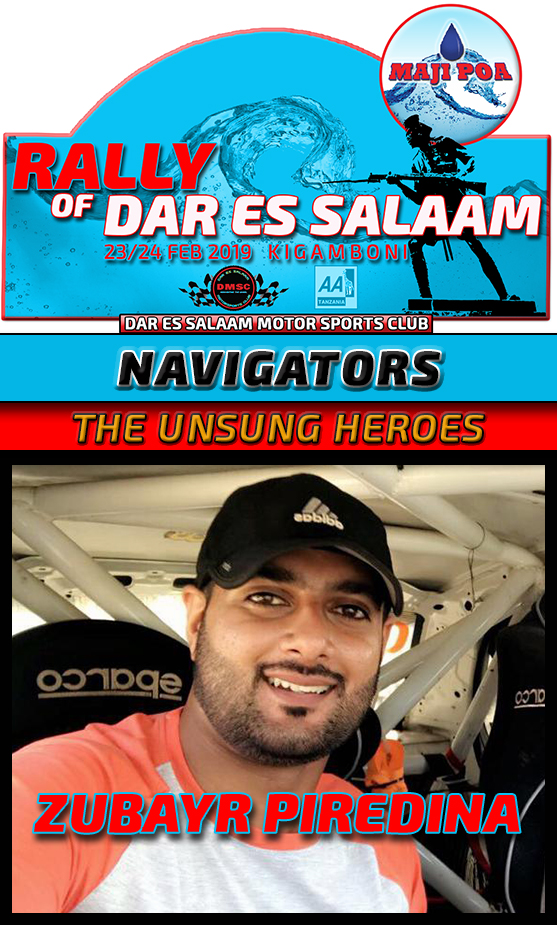 MAJI POA
RALLY
OF DAR ES SALAAM
23/24 FEB 2019 KIGAMBONI
DMSC
AA
TANZANIA
DAR ES SALAAM MOTOR SPORTS CLUB
NAVIGATORS
THE UNSUNG HEROES
adidas
sparco
sparco
ZUBAYR PIREDINA